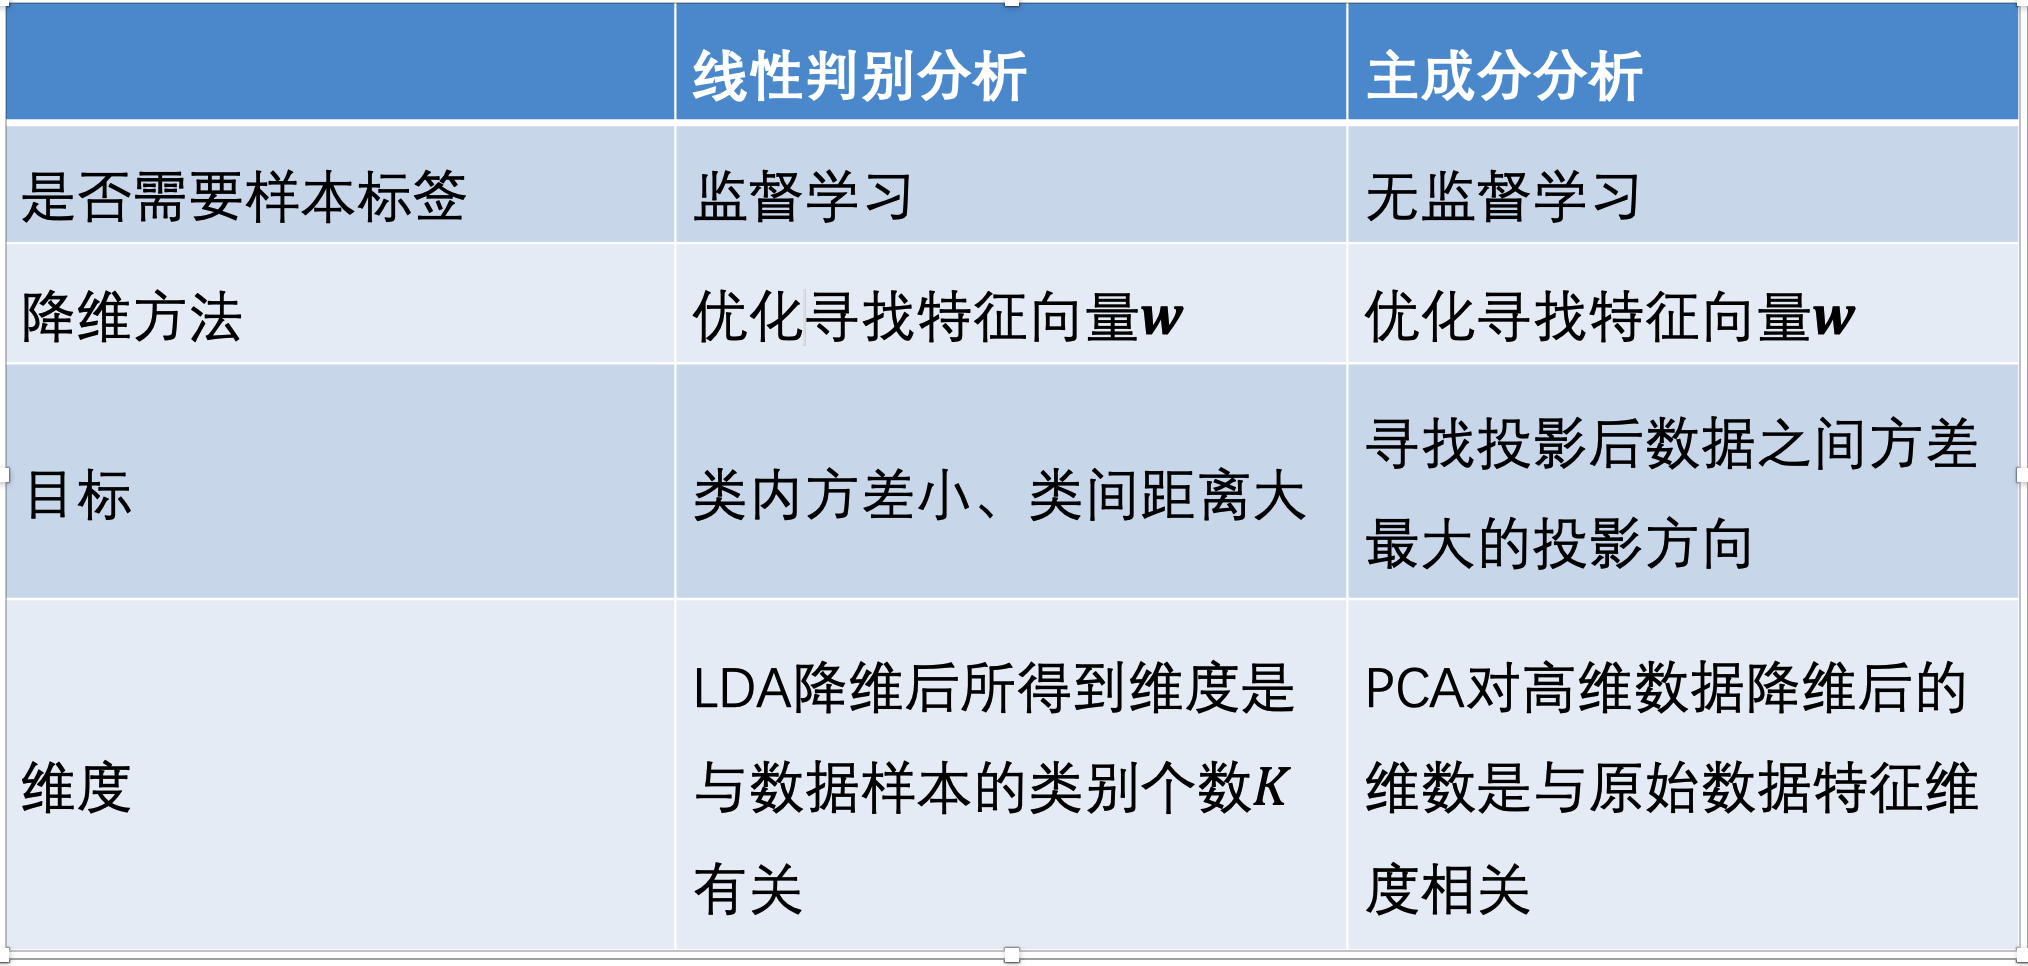 线性判别分析
主成分分析
是否需要样本标签
监督学习
无监督学习
降维方法
优化寻找特征向量w
优化寻找特征向量w
目标
类内方差小、类间距离大
寻找投影后数据之间方差
最大的投影方向
维度
LDA降维后所得到维度是
与数据样本的类别个数K
有关
PCA对高维数据降维后的
维数是与原始数据特征维
度相关